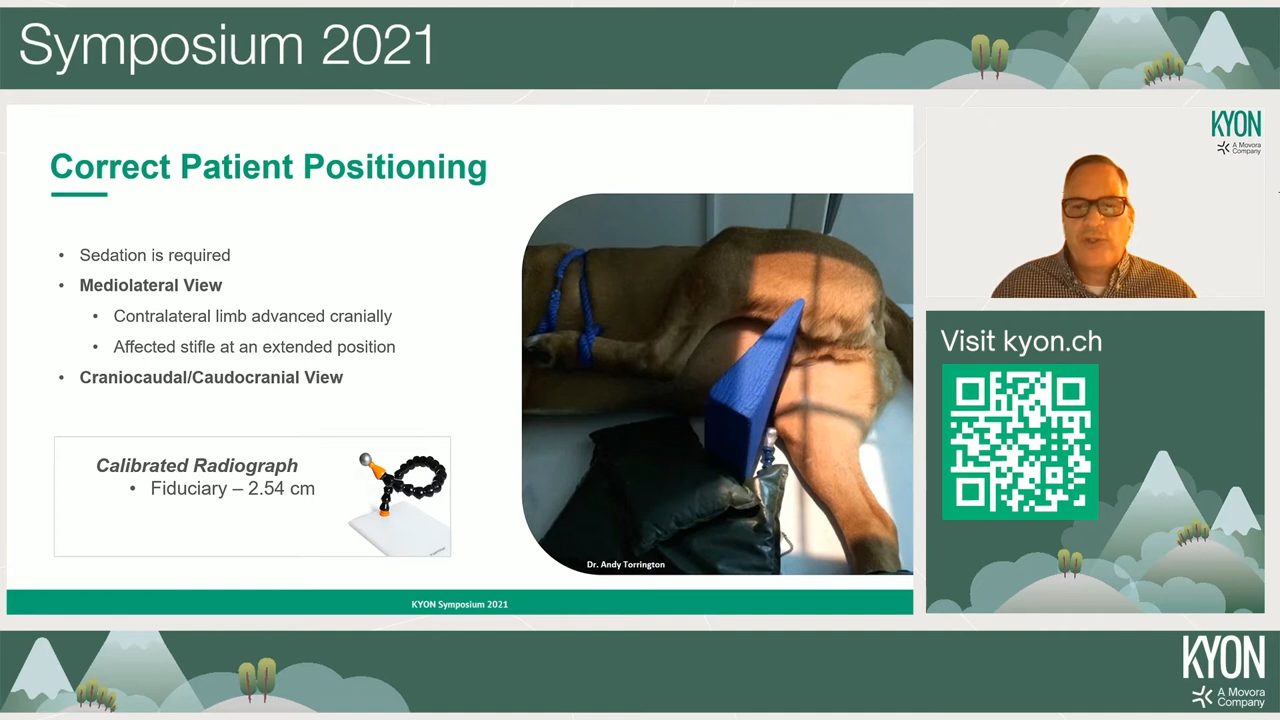 Symposium 2021
Correct Patient Positioning
• Sedation is required
• Mediolateral View
• Contralateral limb advanced cranially
• Affected stifle at an extended position
• Craniocaudal/Caudocranial View
Calibrated Radiograph
• Fiduciary – 2.54 cm
Dr. Andy Torrington
KYON Symposium 2021
KYON
A Movora
Company
Visit kyon.ch
KYON
A Movora
Company